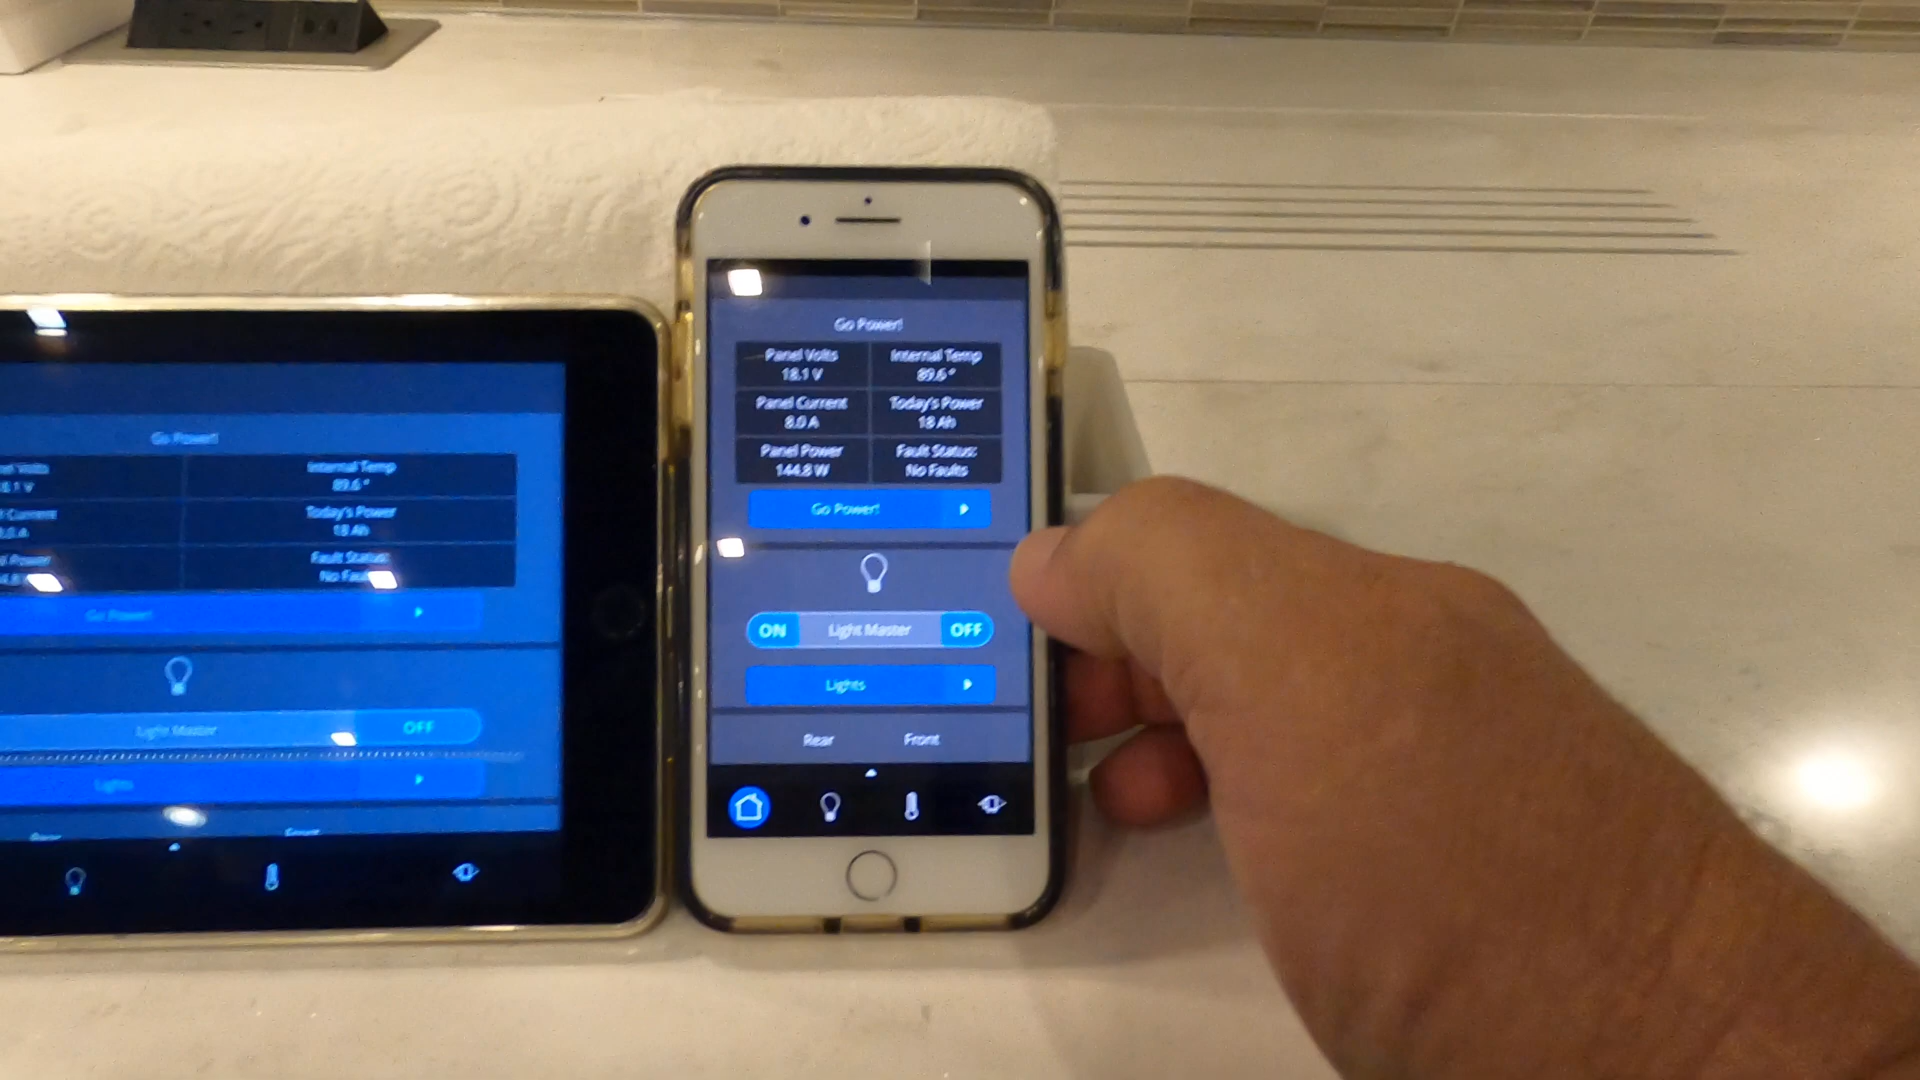 Go Power!
Internal Temp
89.6 °
Today's Power
18 Ah
Fault Status:
Go Power!
Light Master OFF
Lights
Go Power!
Panel Volts
18.1 V
Internal Temp
89.6 °
Panel Current
8.0 A
Today's Power
18 Ah
Panel Power
144.8 W
Fault Status:
No Faults
Go Power!
ON Light Master OFF
Lights
Rear Front